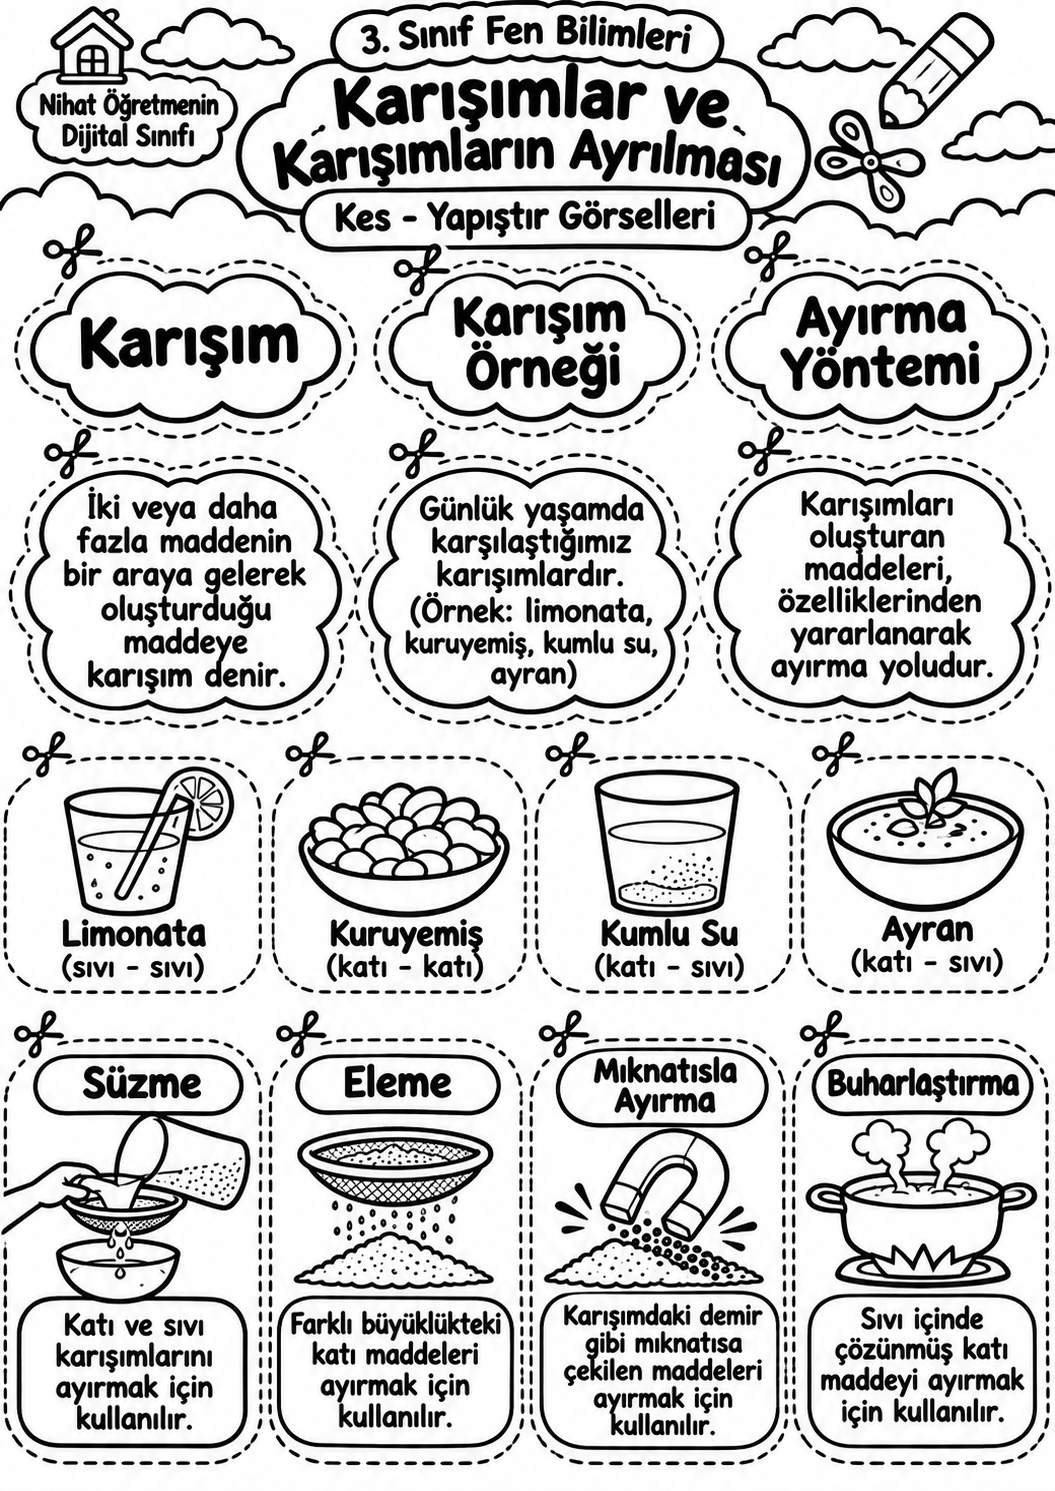 3. Sınıf Fen Bilimleri
Nihat Öğretmenin
Dijital Sınıfı
Karışımlar ve
Karışımların Ayrılması
Kes - Yapıştır Görselleri
Karışım
Karışım
Örneği
Ayırma
Yöntemi
İki veya daha
fazla maddenin
bir araya gelerek
oluşturduğu
maddeye
karışım denir.
Günlük yaşamda
karşılaştığımız
karışımlardır.
(Örnek: limonata,
kuruyemiş, kumlu su,
ayran)
Karışımları
oluşturan
maddeleri,
özelliklerinden
yararlanarak
ayırma yoludur.
Limonata
(sıvı - sıvı)
Kuruyemiş
(katı - katı)
Kumlu Su
(katı - sıvı)
Ayran
(katı - sıvı)
Süzme
Eleme
Mıknatısla
Ayırma
Buharlaştırma
Katı ve sıvı
karışımlarını
ayırmak için
kullanılır.
Farklı büyüklükteki
katı maddeleri
ayırmak için
kullanılır.
Karışımdaki demir
gibi mıknatısa
çekilen maddeleri
ayırmak için
kullanılır.
Sıvı içinde
çözünmüş katı
maddeyi ayırmak
için kullanılır.